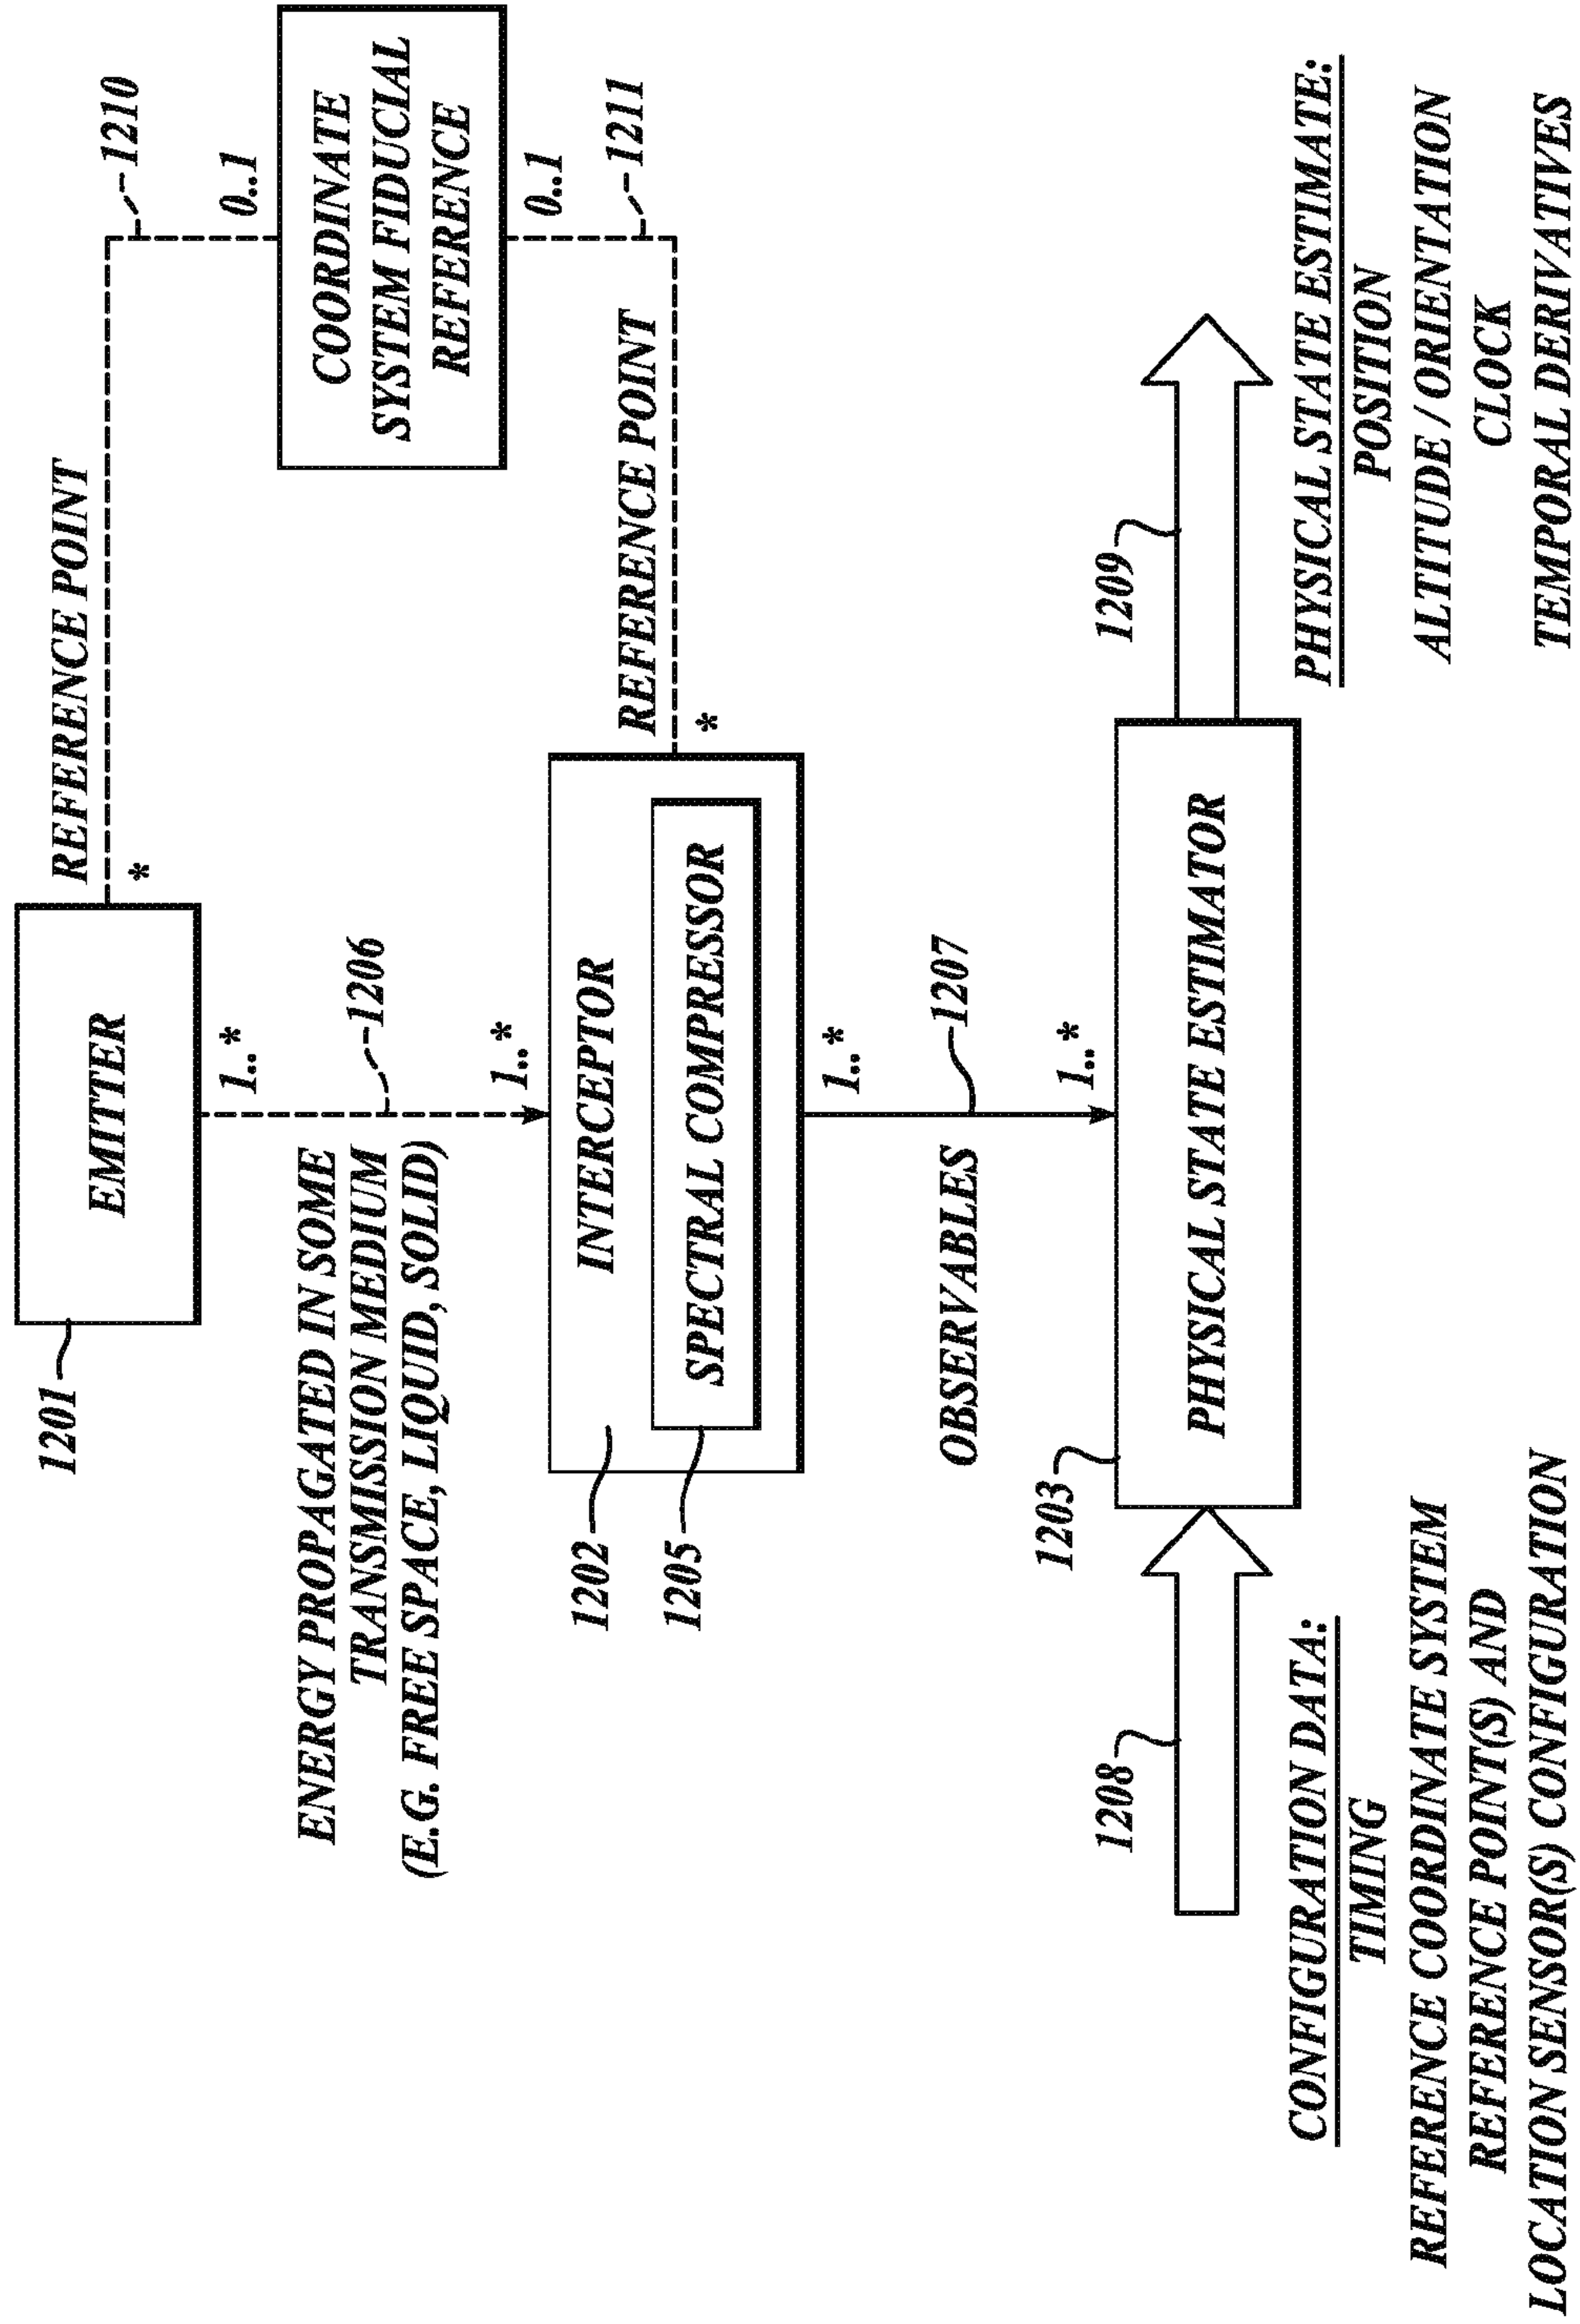 1201
EMITTER
REFERENCE POINT
*
1210
0..1
COORDINATE
SYSTEM FIDUCIAL
REFERENCE
0..1
1211
1..*
ENERGY PROPAGATED IN SOME
TRANSMISSION MEDIUM
(E.G. FREE SPACE, LIQUID, SOLID)
1206
1..*
REFERENCE POINT
*
1202
INTERCEPTOR
1205
SPECTRAL COMPRESSOR
1..*
OBSERVABLES
1207
1..*
1203
PHYSICAL STATE ESTIMATOR
1208
1209
CONFIGURATION DATA:
TIMING
REFERENCE COORDINATE SYSTEM
REFERENCE POINT(S) AND
LOCATION SENSOR(S) CONFIGURATION
PHYSICAL STATE ESTIMATE:
POSITION
ALTITUDE / ORIENTATION
CLOCK
TEMPORAL DERIVATIVES